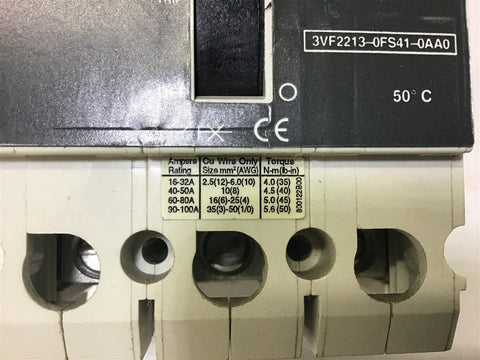 3VF2213-0FS41-0AA0
50°C
CE
Ampers Rating Cu Wire Only Size mm²(AWG) Torque N-m(lb-in)
16-32A 2.5(12)-6.0(10) 4.0 (35)
40-50A 10(8) 4.5 (40)
60-80A 16(6)-25(4) 5.0 (45)
90-100A 35(3)-50(1/0) 5.6 (50)
800122B00